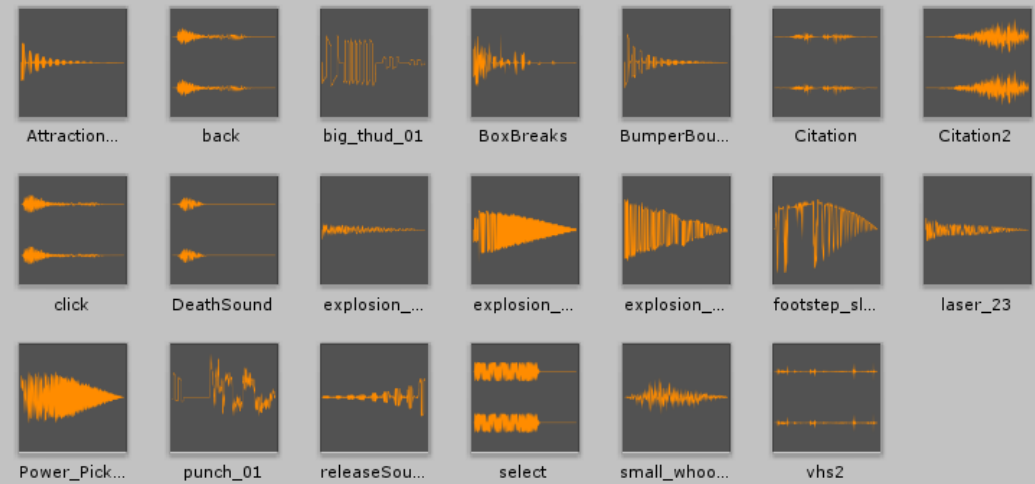 Attraction... back big_thud_01 BoxBreaks BumperBou... Citation Citation2
click DeathSound explosion_... explosion_... explosion_... footstep_sl... laser_23
Power_Pick... punch_01 releaseSou... select small_whoo... vhs2